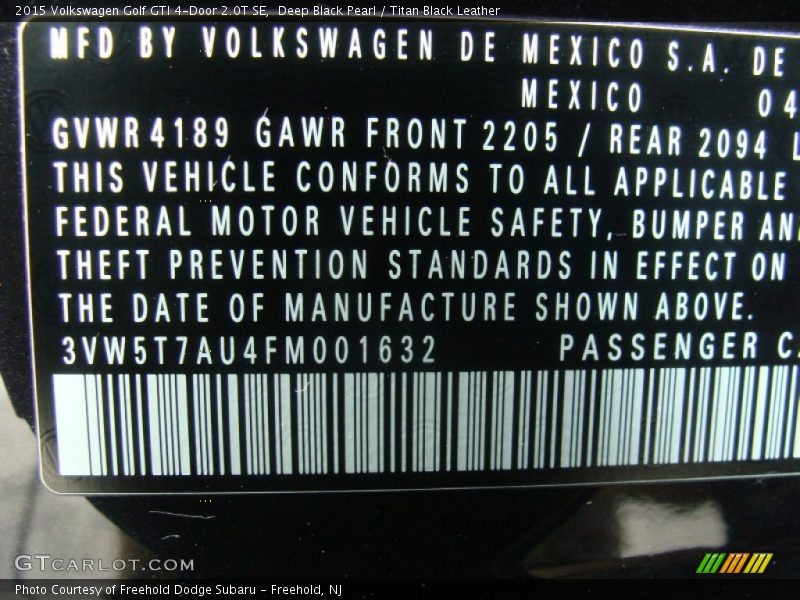 2015 Volkswagen Golf GTI 4-Door 2.0T SE, Deep Black Pearl / Titan Black Leather
MFD BY VOLKSWAGEN DE MEXICO S.A. DE
MEXICO 04
GVWR 4189 GAWR FRONT 2205 / REAR 2094 L
THIS VEHICLE CONFORMS TO ALL APPLICABLE
FEDERAL MOTOR VEHICLE SAFETY, BUMPER AN
THEFT PREVENTION STANDARDS IN EFFECT ON
THE DATE OF MANUFACTURE SHOWN ABOVE.
3VW5T7AU4FM001632 PASSENGER C
GTCarlot.com
Photo Courtesy of Freehold Dodge Subaru - Freehold, NJ